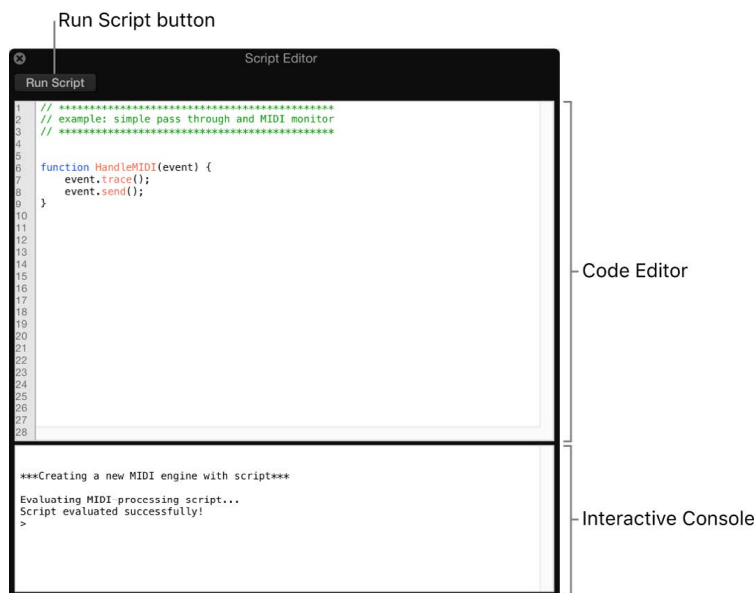 Run Script button
Script Editor
Run Script
1 // *********************************************
2 // example: simple pass through and MIDI monitor
3 // *********************************************
4
5
6 function HandleMIDI(event) {
7 event.trace();
8 event.send();
9 }
10
11
12
13
14
15
16
17
18
19
20
21
22
23
24
25
26
27
28
Code Editor
***Creating a new MIDI engine with script***
Evaluating MIDI-processing script...
Script evaluated successfully!
>
Interactive Console